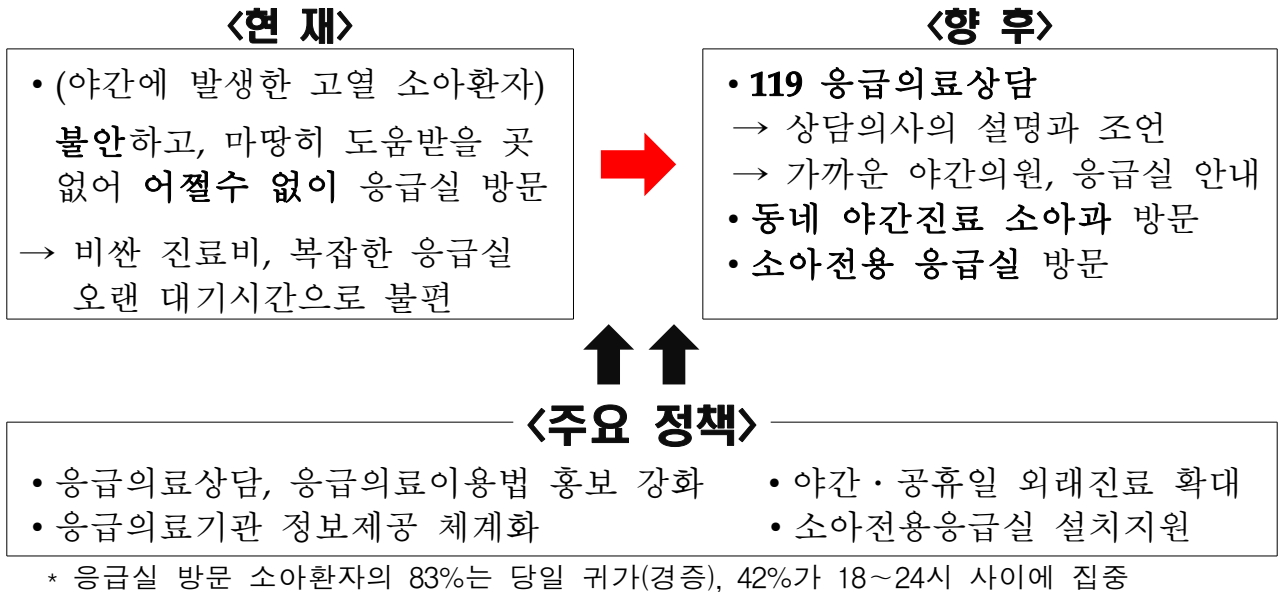 <현 재>
• (야간에 발생한 고열 소아환자)
불안하고, 마땅히 도움받을 곳
없어 어쩔수 없이 응급실 방문
→ 비싼 진료비, 복잡한 응급실
오랜 대기시간으로 불편
<향 후>
• 119 응급의료상담
→ 상담의사의 설명과 조언
→ 가까운 야간의원, 응급실 안내
• 동네 야간진료 소아과 방문
• 소아전용 응급실 방문
<주요 정책>
• 응급의료상담, 응급의료이용법 홍보 강화
• 응급의료기관 정보제공 체계화
• 야간·공휴일 외래진료 확대
• 소아전용응급실 설치지원
* 응급실 방문 소아환자의 83%는 당일 귀가(경증), 42%가 18~24시 사이에 집중